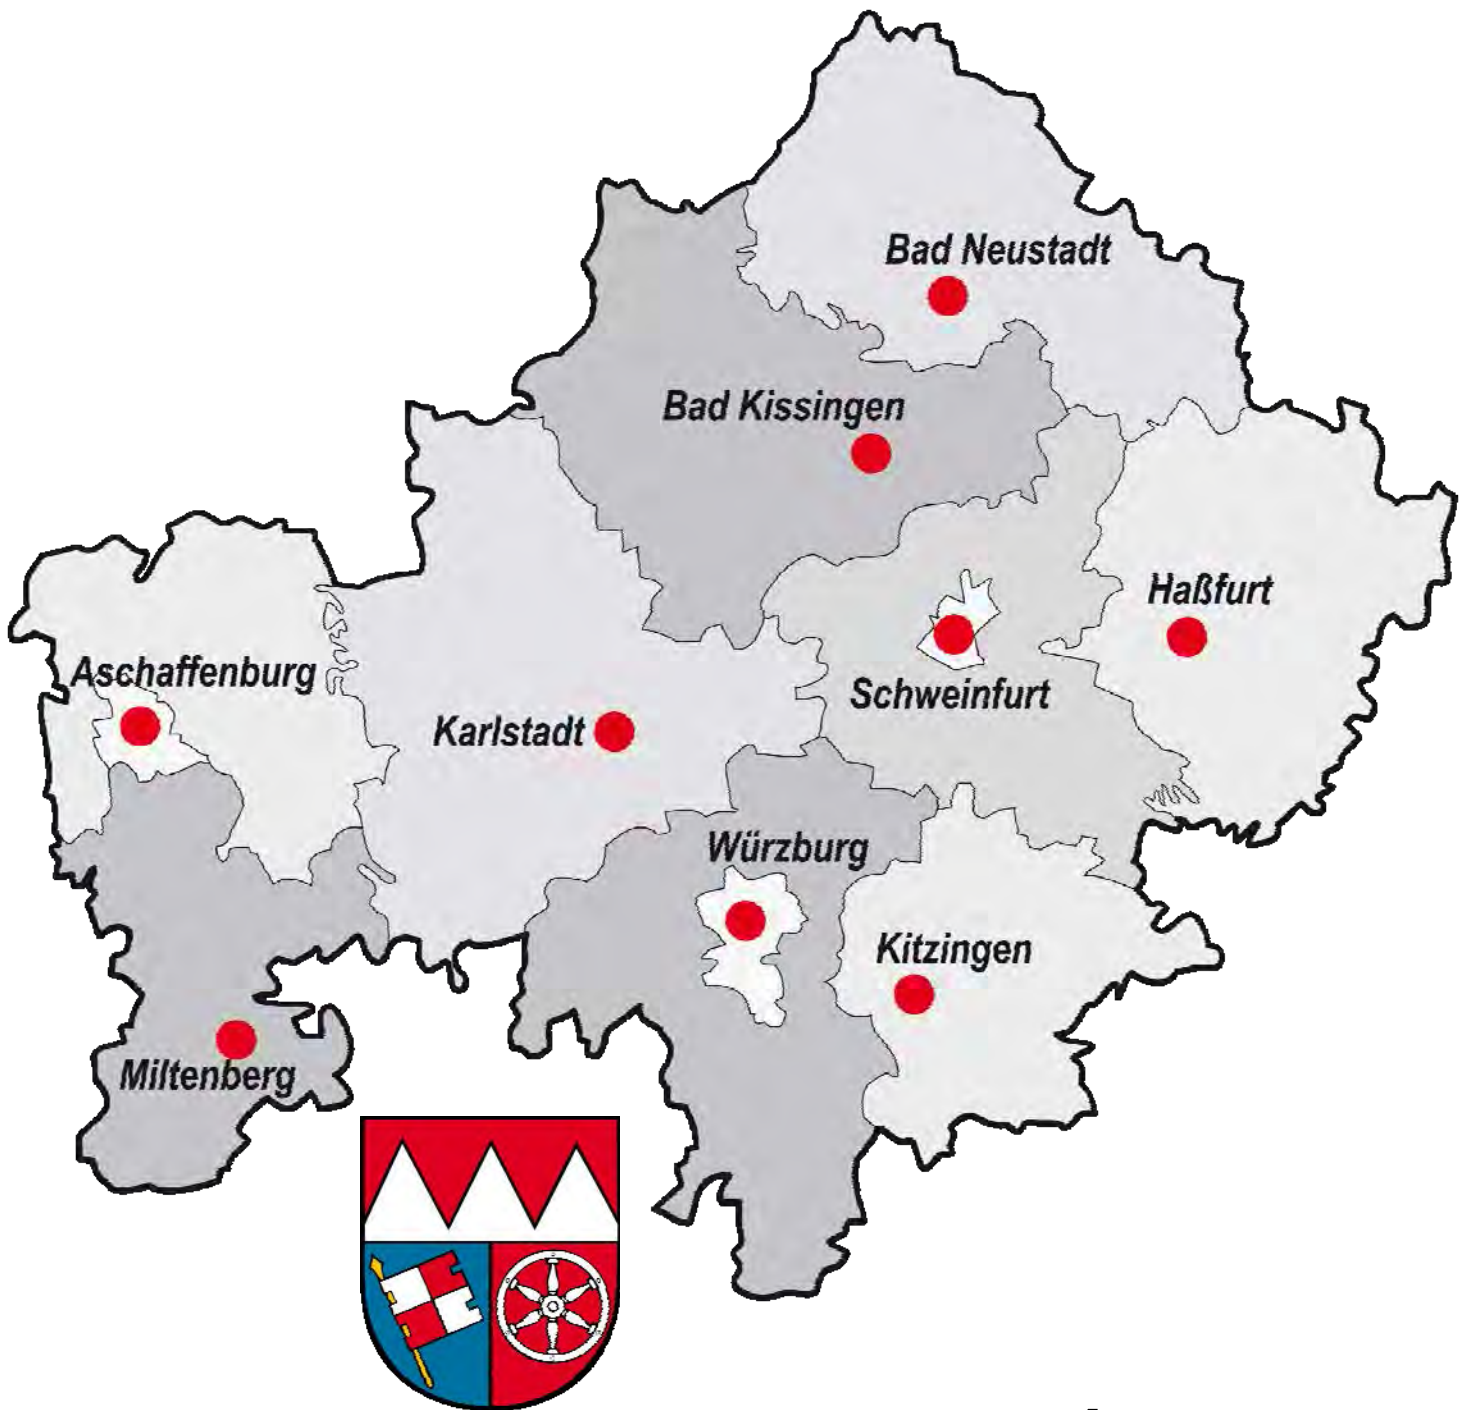 Bad Neustadt
Bad Kissingen
Haßfurt
Aschaffenburg
Schweinfurt
Karlstadt
Würzburg
Kitzingen
Miltenberg